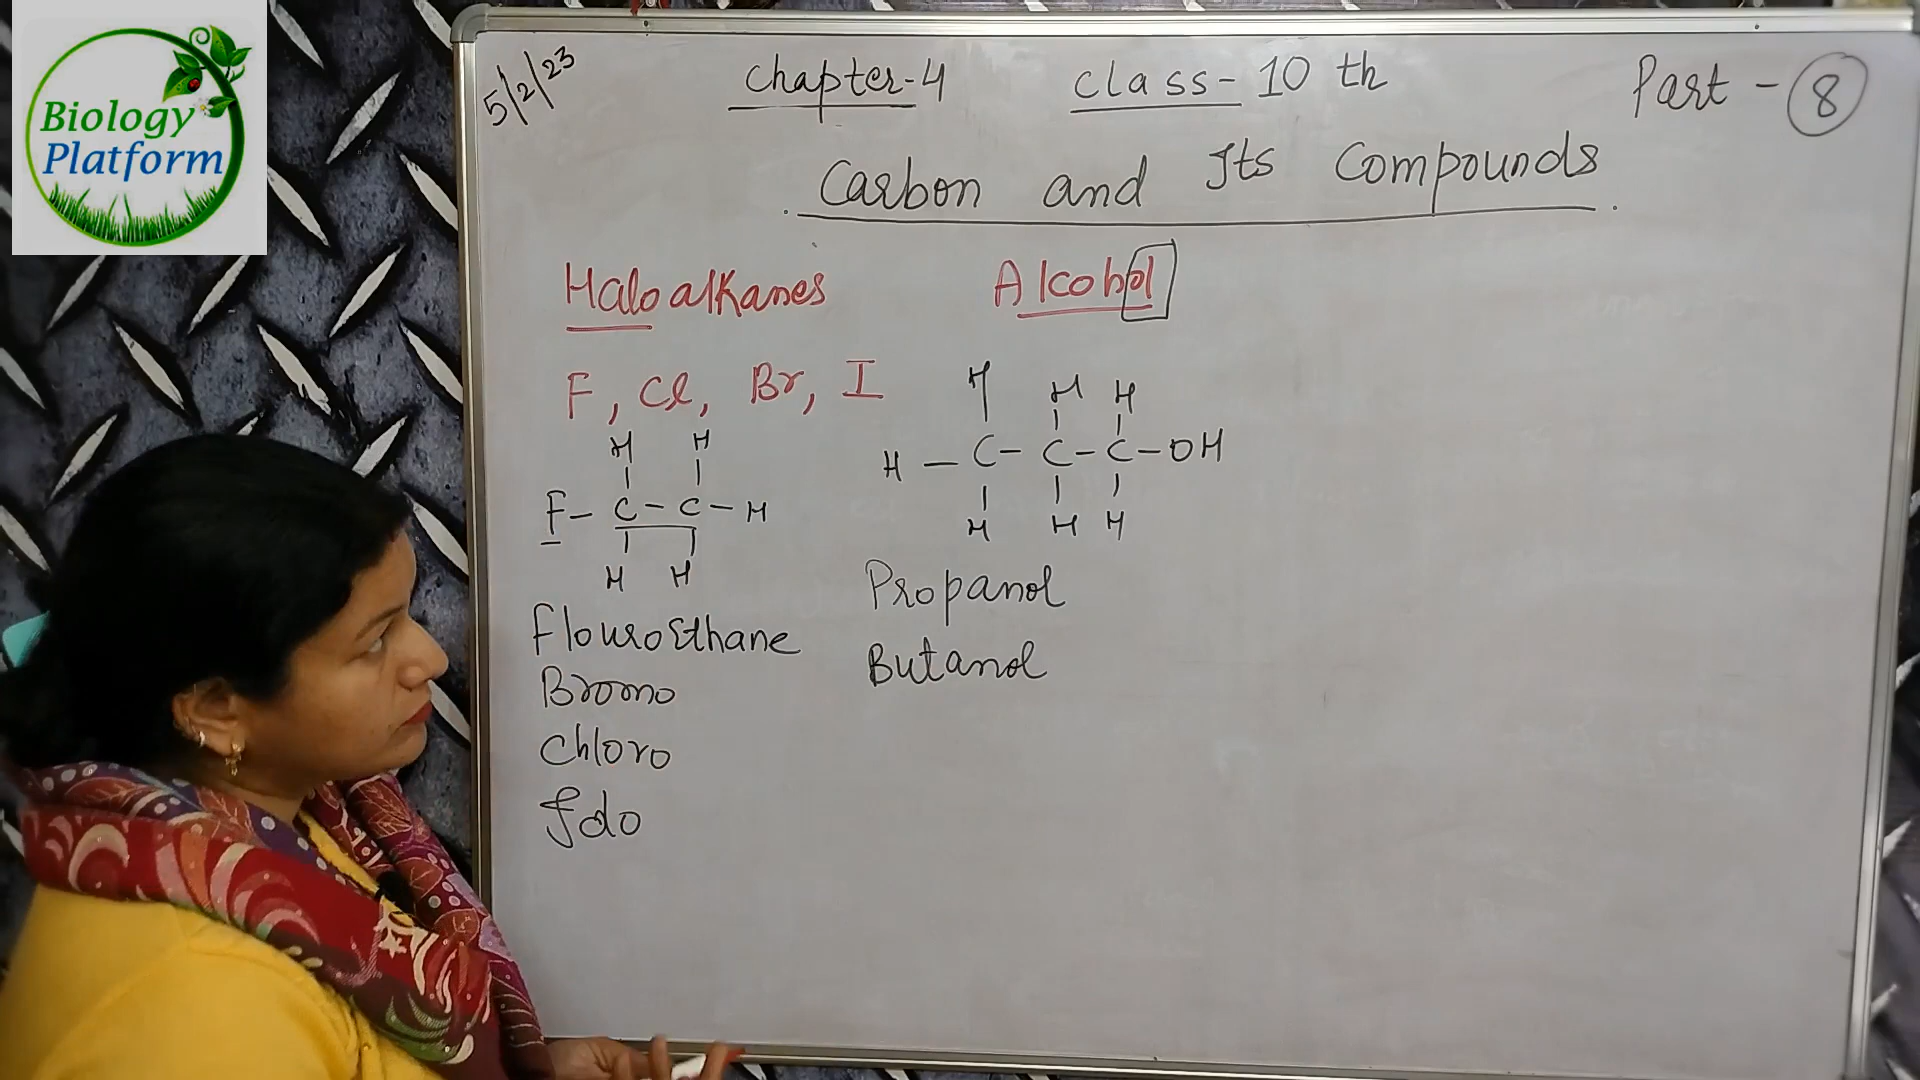 Biology
Platform
5/2/23
Chapter-4 Class-10 th Part-8
Carbon and Its Compounds
Haloalkanes Alcohol
F, Cl, Br, I
H H
F-C-C-H
H H
FlouroEthane
Bromo
Chloro
Ido
H H H
H-C-C-C-OH
H H H
Propanol
Butanol